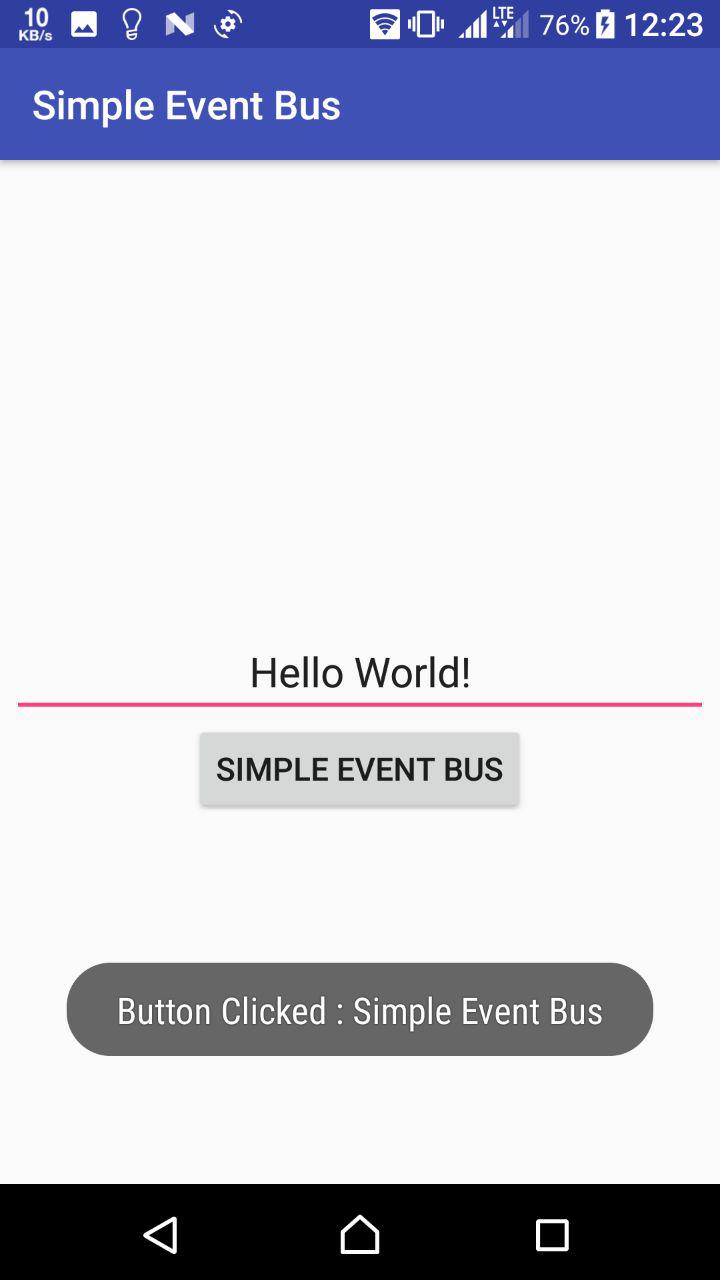 10
KB/s
LTE
76%
12:23
Simple Event Bus
Hello World!
SIMPLE EVENT BUS
Button Clicked : Simple Event Bus